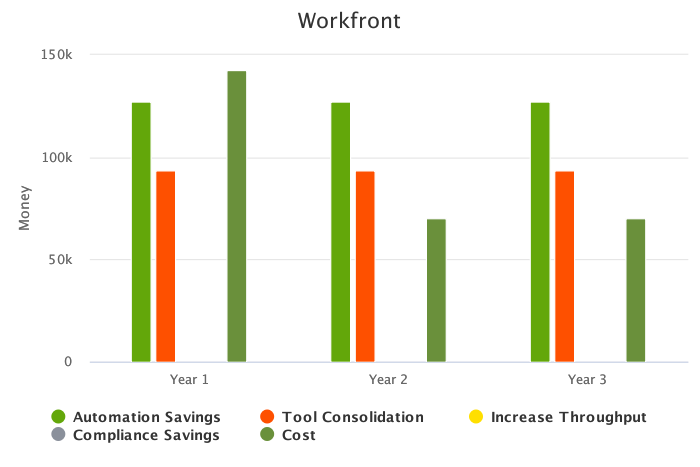 Workfront
150k
100k
50k
0
Money
Year 1
Year 2
Year 3
Automation Savings
Tool Consolidation
Increase Throughput
Compliance Savings
Cost